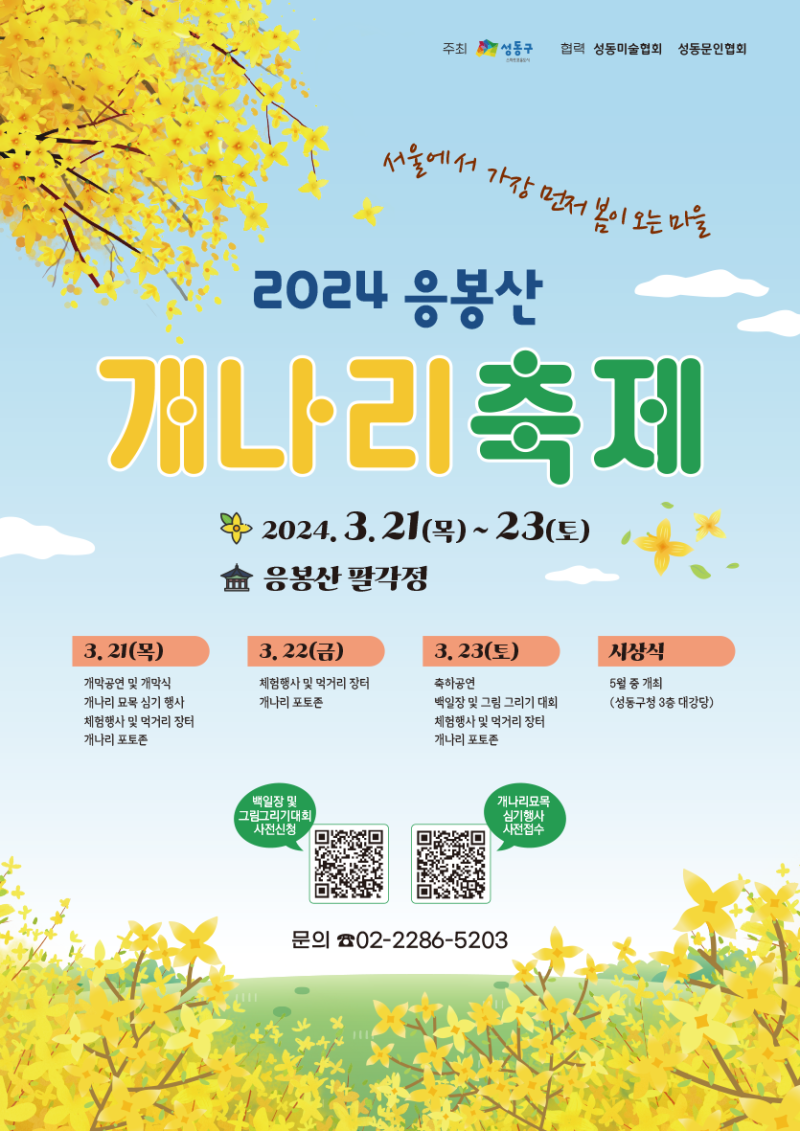 주최 성동구 협력 성동미술협회 성동문인협회
서울에서 가장 먼저 봄이 오는 마을
2024 응봉산
개나리축제
2024. 3. 21(목) ~ 23(토)
응봉산 팔각정
3. 21(목)
개막공연 및 개막식
개나리 묘목 심기 행사
체험행사 및 먹거리 장터
개나리 포토존
3. 22(금)
체험행사 및 먹거리 장터
개나리 포토존
3. 23(토)
축하공연
백일장 및 그림 그리기 대회
체험행사 및 먹거리 장터
개나리 포토존
시상식
5월 중 개최
(성동구청 3층 대강당)
백일장 및
그림그리기대회
사전신청
개나리묘목
심기행사
사전접수
문의 ☎02-2286-5203